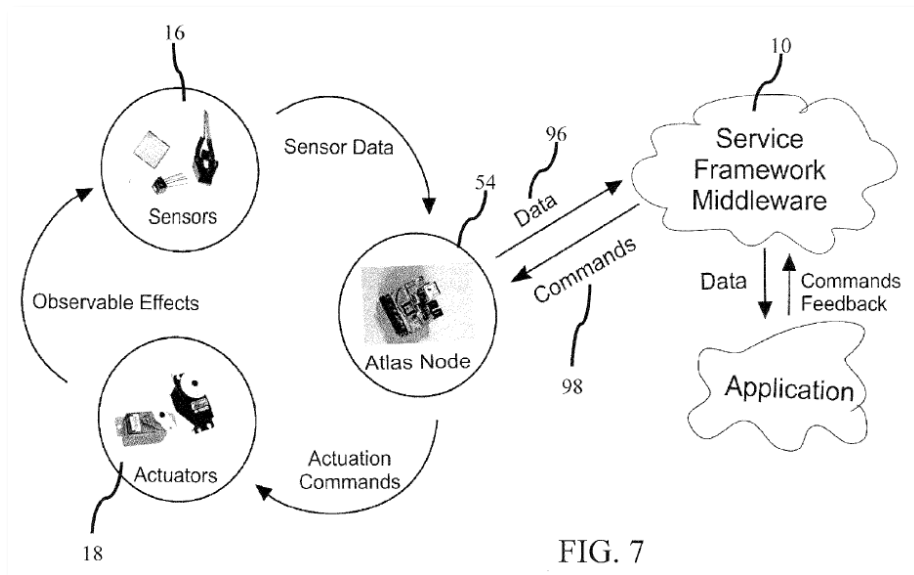 16
10
Sensor Data
96
Service
Framework
Middleware
54
Data
Sensors
Commands
Data
Commands
Feedback
Observable Effects
Atlas Node
98
Application
Actuators
Actuation
Commands
18
FIG. 7